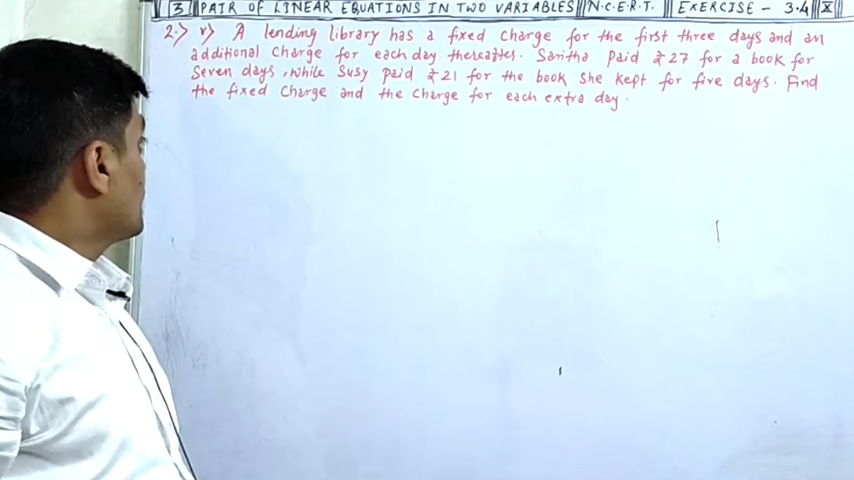 3 PAIR OF LINEAR EQUATIONS IN TWO VARIABLES N.C.E.R.T. EXERCISE - 3.4 X
2.> v> A lending library has a fixed charge for the first three days and an
additional charge for each day thereafter. Saritha paid ₹27 for a book for
Seven days, while Susy paid ₹21 for the book She kept for five days. Find
the fixed charge and the charge for each extra day.